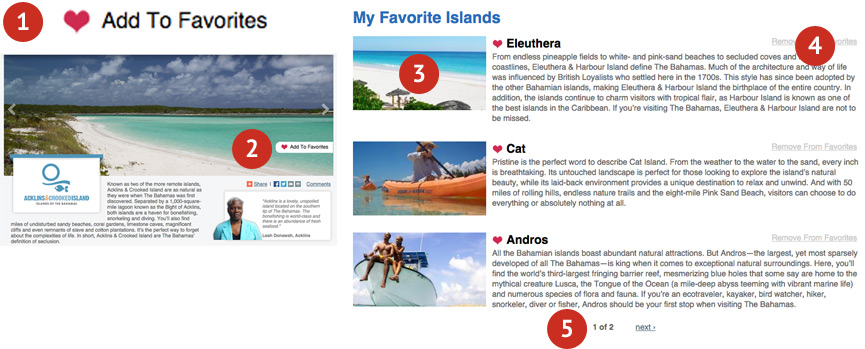 1
Add To Favorites
2
Add To Favorites
ACKLINS&CROOKEDISLAND
ISLANDS OF THE BAHAMAS
Known as two of the more remote islands,
Acklins & Crooked Island are as natural as
they were when The Bahamas was first
discovered. Separated by a 1,000-square-
mile lagoon known as the Bight of Acklins,
both islands are a haven for bonefishing,
snorkeling and diving. You'll also find
miles of undisturbed sandy beaches, coral gardens, limestone caves, magnificent
cliffs and even remnants of slave and cotton plantations. It's the perfect way to forget
about the complexities of life. In short, Acklins & Crooked Island are The Bahamas'
definition of seclusion.
Share
Comments
"Acklins is a lovely, unspoiled
island located on the southern
tip of The Bahamas. The
bonefishing is world-class and
there is an abundance of fresh
seafood."
Leah Donawah, Acklins
My Favorite Islands
3
Eleuthera
Remove From Favorites
4
From endless pineapple fields to white- and pink-sand beaches to secluded coves and
coastlines, Eleuthera & Harbour Island define The Bahamas. Much of the architecture and way of life
was influenced by British Loyalists who settled here in the 1700s. This style has since been adopted by
the other Bahamian islands, making Eleuthera & Harbour Island the birthplace of the entire country. In
addition, the islands continue to charm visitors with tropical flair, as Harbour Island is known as one of
the best islands in the Caribbean. If you're visiting The Bahamas, Eleuthera & Harbour Island are not to
be missed.
Cat
Remove From Favorites
Pristine is the perfect word to describe Cat Island. From the weather to the water to the sand, every inch
is breathtaking. Its untouched landscape is perfect for those looking to explore the island's natural
beauty, while its laid-back environment provides a unique destination to relax and unwind. And with 50
miles of rolling hills, endless nature trails and the eight-mile Pink Sand Beach, visitors can choose to do
everything or absolutely nothing at all.
Andros
Remove From Favorites
All the Bahamian islands boast abundant natural attractions. But Andros—the largest, yet most sparsely
developed of all The Bahamas—is king when it comes to exceptional natural surroundings. Here, you'll
find the world's third-largest fringing barrier reef, mesmerizing blue holes that some say are home to the
mythical creature Lusca, the Tongue of the Ocean (a mile-deep abyss teeming with vibrant marine life)
and numerous species of flora and fauna. If you're an ecotraveler, kayaker, bird watcher, hiker,
snorkeler, diver or fisher, Andros should be your first stop when visiting The Bahamas.
5
1 of 2 next ›